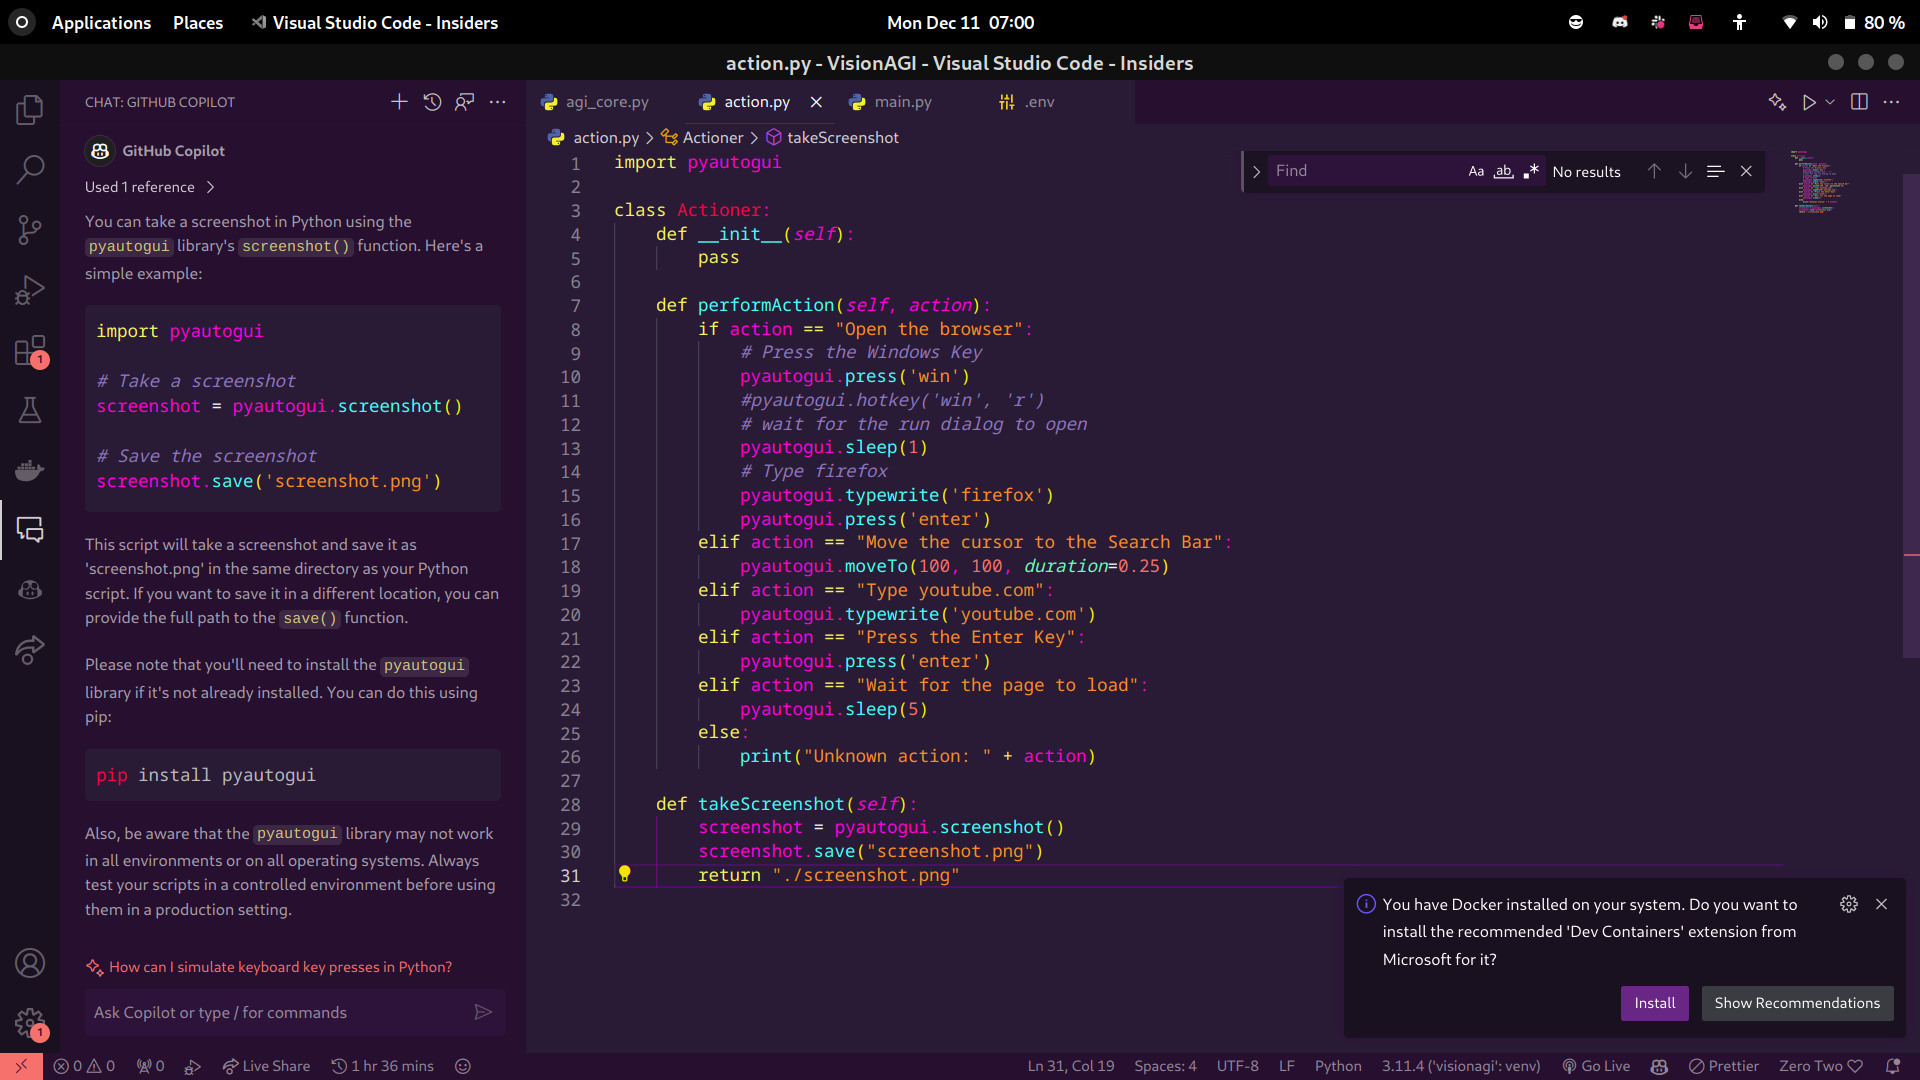 Applications Places Visual Studio Code - Insiders Mon Dec 11 07:00 80 %
action.py - VisionAGI - Visual Studio Code - Insiders
CHAT: GITHUB COPILOT
GitHub Copilot
Used 1 reference
You can take a screenshot in Python using the
pyautogui library's screenshot() function. Here's a
simple example:
import pyautogui
# Take a screenshot
screenshot = pyautogui.screenshot()
# Save the screenshot
screenshot.save('screenshot.png')
This script will take a screenshot and save it as
'screenshot.png' in the same directory as your Python
script. If you want to save it in a different location, you can
provide the full path to the save() function.
Please note that you'll need to install the pyautogui
library if it's not already installed. You can do this using
pip:
pip install pyautogui
Also, be aware that the pyautogui library may not work
in all environments or on all operating systems. Always
test your scripts in a controlled environment before using
them in a production setting.
How can I simulate keyboard key presses in Python?
Ask Copilot or type / for commands
1
1
agi_core.py action.py main.py .env
action.py > Actioner > takeScreenshot
Find Aa ab .* No results
1 import pyautogui
2
3 class Actioner:
4 def __init__(self):
5 pass
6
7 def performAction(self, action):
8 if action == "Open the browser":
9 # Press the Windows Key
10 pyautogui.press('win')
11 #pyautogui.hotkey('win', 'r')
12 # wait for the run dialog to open
13 pyautogui.sleep(1)
14 # Type firefox
15 pyautogui.typewrite('firefox')
16 pyautogui.press('enter')
17 elif action == "Move the cursor to the Search Bar":
18 pyautogui.moveTo(100, 100, duration=0.25)
19 elif action == "Type youtube.com":
20 pyautogui.typewrite('youtube.com')
21 elif action == "Press the Enter Key":
22 pyautogui.press('enter')
23 elif action == "Wait for the page to load":
24 pyautogui.sleep(5)
25 else:
26 print("Unknown action: " + action)
27
28 def takeScreenshot(self):
29 screenshot = pyautogui.screenshot()
30 screenshot.save("screenshot.png")
31 return "./screenshot.png"
32
You have Docker installed on your system. Do you want to
install the recommended 'Dev Containers' extension from
Microsoft for it?
Install Show Recommendations
0 0 0 Live Share 1 hr 36 mins Ln 31, Col 19 Spaces: 4 UTF-8 LF Python 3.11.4 ('visionagi': venv) Go Live Prettier Zero Two